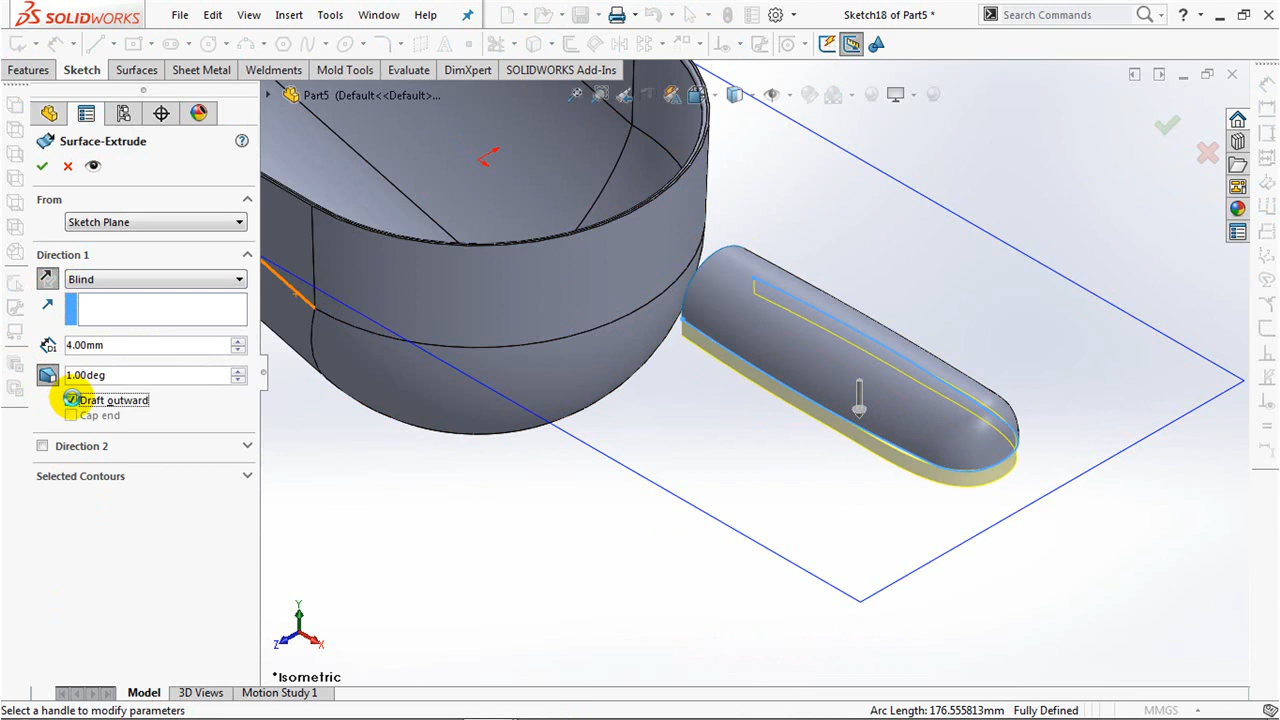 SOLIDWORKS File Edit View Insert Tools Window Help Sketch18 of Part5 * Search Commands ?
Features Sketch Surfaces Sheet Metal Weldments Mold Tools Evaluate DimXpert SOLIDWORKS Add-Ins
Part5 (Default<<Default>...
Surface-Extrude ?
From
Sketch Plane
Direction 1
Blind
D1 4.00mm
1.00deg
Draft outward
Cap end
Direction 2
Selected Contours
Y
Z X
*Isometric
Model 3D Views Motion Study 1
Select a handle to modify parameters Arc Length: 176.555813mm Fully Defined MMGS